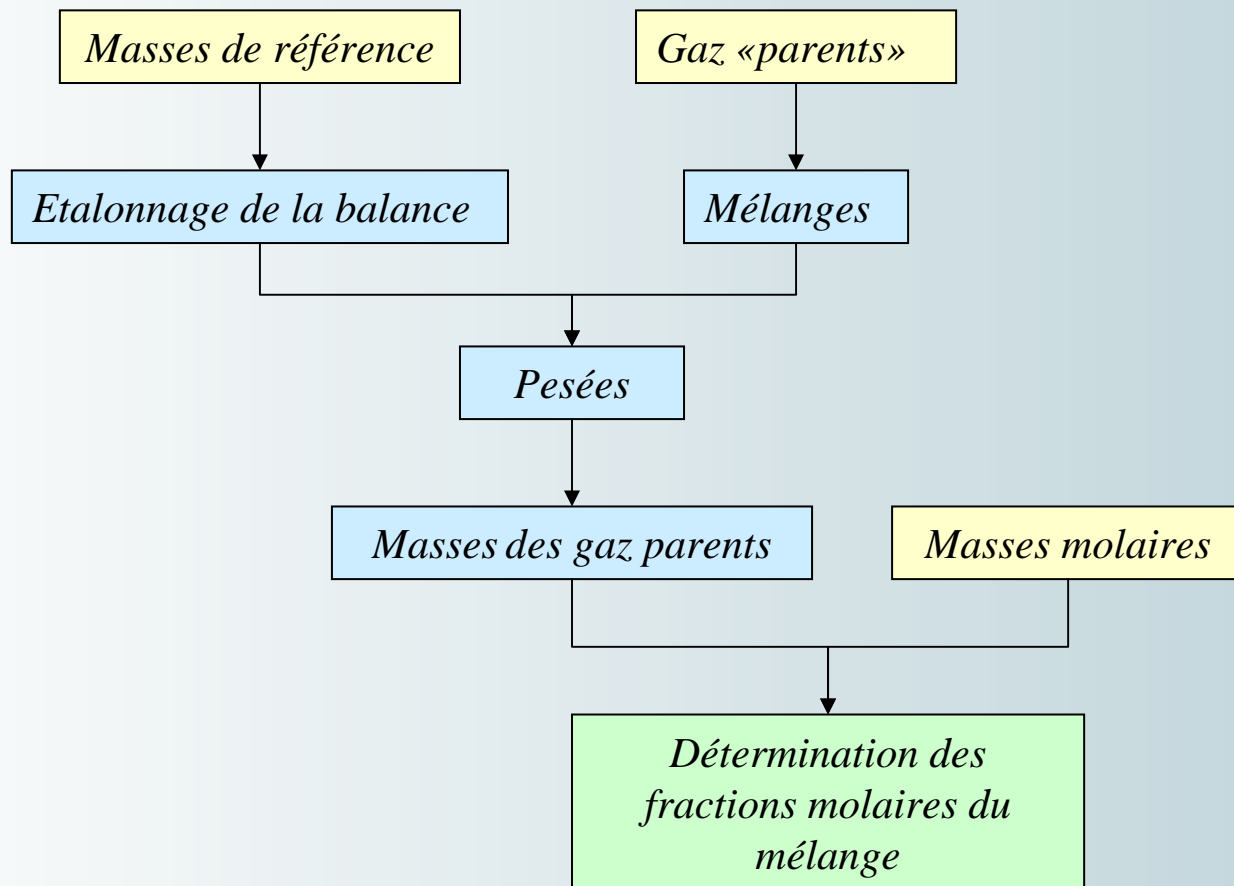 Masses de référence
Gaz «parents»
Etalonnage de la balance
Mélanges
Pesées
Masses des gaz parents
Masses molaires
Détermination des
fractions molaires du
mélange